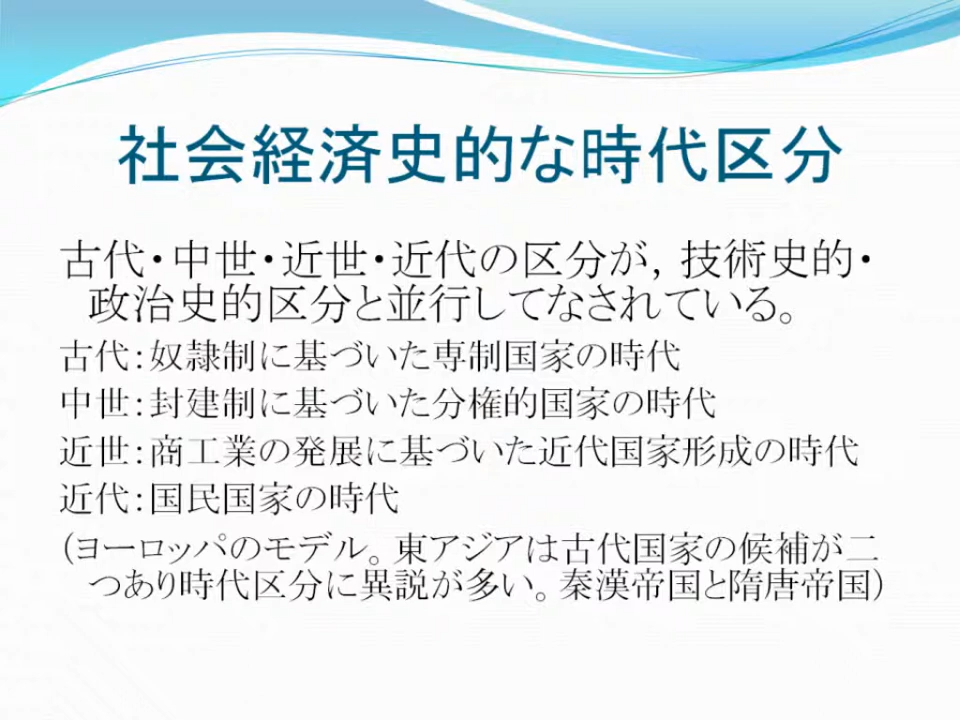 社会経済史的な時代区分
古代・中世・近世・近代の区分が，技術史的・
政治史的区分と並行してなされている。
古代：奴隷制に基づいた専制国家の時代
中世：封建制に基づいた分権的国家の時代
近世：商工業の発展に基づいた近代国家形成の時代
近代：国民国家の時代
（ヨーロッパのモデル。東アジアは古代国家の候補が二
つあり時代区分に異説が多い。秦漢帝国と隋唐帝国）